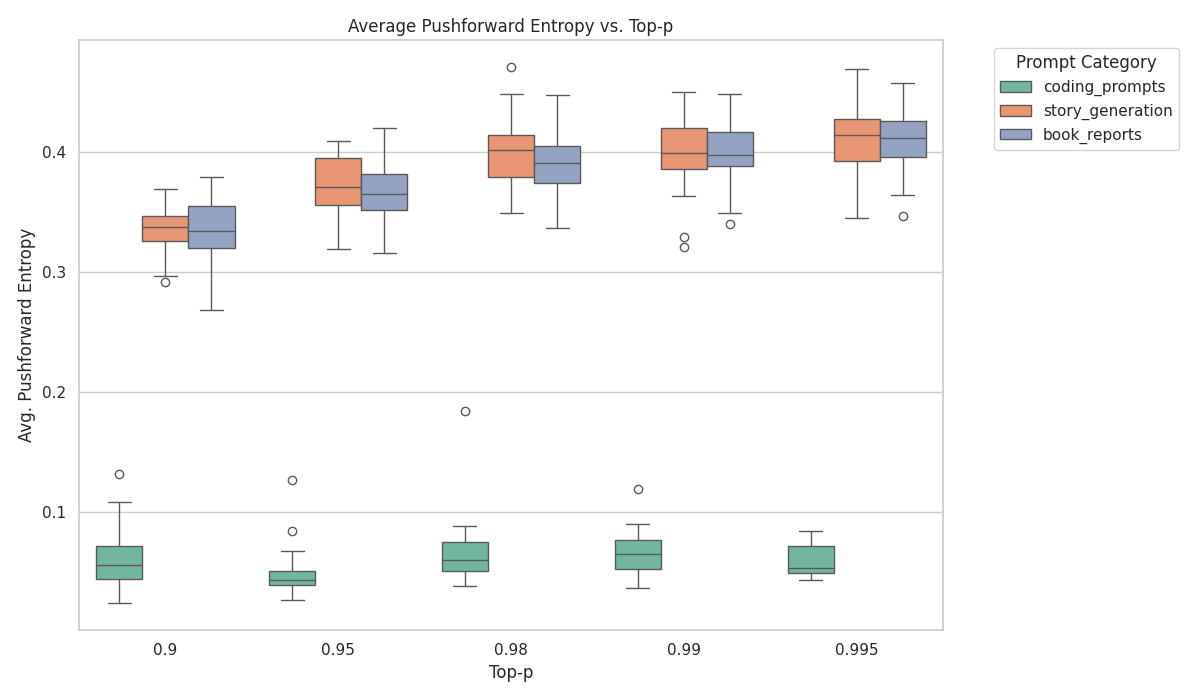 Average Pushforward Entropy vs. Top-p
Prompt Category
coding_prompts
story_generation
book_reports
Avg. Pushforward Entropy
0.4
0.3
0.2
0.1
0.9 0.95 0.98 0.99 0.995
Top-p